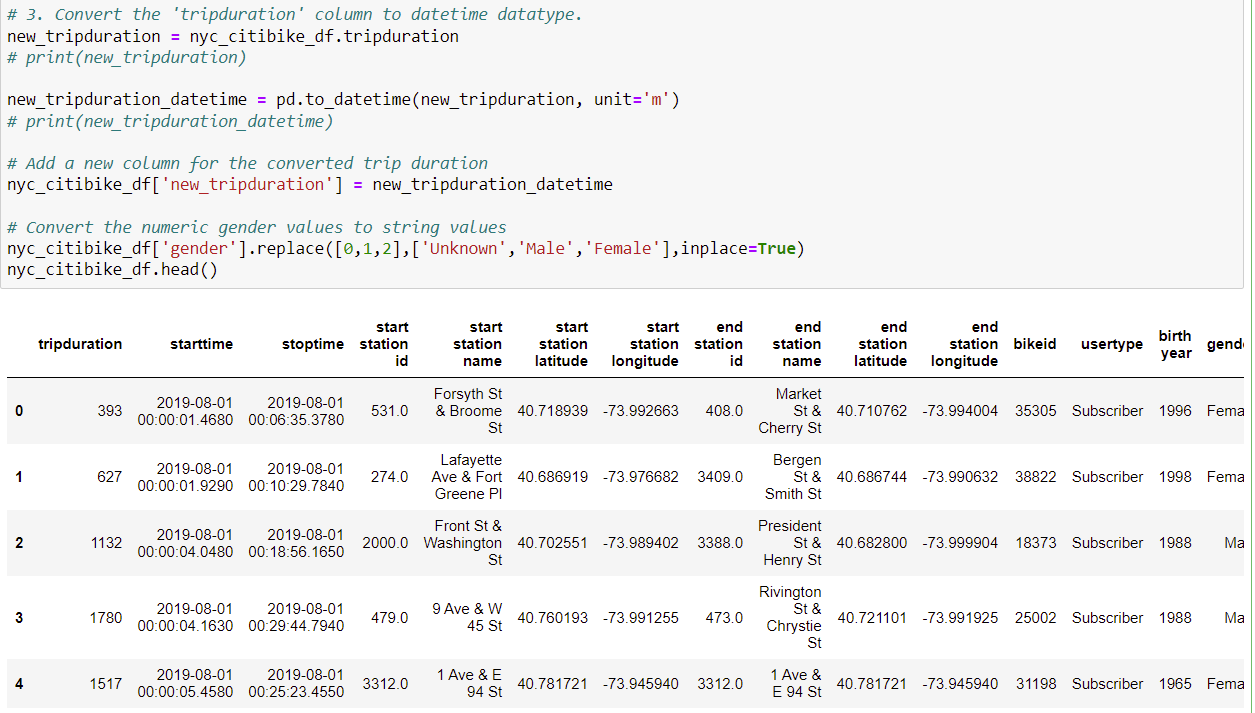 # 3. Convert the 'tripduration' column to datetime datatype.
new_tripduration = nyc_citibike_df.tripduration
# print(new_tripduration)
new_tripduration_datetime = pd.to_datetime(new_tripduration, unit='m')
# print(new_tripduration_datetime)
# Add a new column for the converted trip duration
nyc_citibike_df['new_tripduration'] = new_tripduration_datetime
# Convert the numeric gender values to string values
nyc_citibike_df['gender'].replace([0,1,2],['Unknown','Male','Female'],inplace=True)
nyc_citibike_df.head()
start start start start end end end end
tripduration starttime stoptime station station station station station station station station bikeid usertype birth gende
id name latitude longitude id name latitude longitude year
Forsyth St Market
0 393 2019-08-01 2019-08-01 531.0 & Broome 40.718939 -73.992663 408.0 St & 40.710762 -73.994004 35305 Subscriber 1996 Fema
00:00:01.4680 00:06:35.3780 St Cherry St
Lafayette Bergen
1 627 2019-08-01 2019-08-01 274.0 Ave & Fort 40.686919 -73.976682 3409.0 St & 40.686744 -73.990632 38822 Subscriber 1998 Fema
00:00:01.9290 00:10:29.7840 Greene Pl Smith St
Front St & President
2 1132 2019-08-01 2019-08-01 2000.0 Washington 40.702551 -73.989402 3388.0 St & 40.682800 -73.999904 18373 Subscriber 1988 Ma
00:00:04.0480 00:18:56.1650 St Henry St
Rivington
3 1780 2019-08-01 2019-08-01 479.0 9 Ave & W 40.760193 -73.991255 473.0 St & 40.721101 -73.991925 25002 Subscriber 1988 Ma
00:00:04.1630 00:29:44.7940 45 St Chrystie
St
4 1517 2019-08-01 2019-08-01 3312.0 1 Ave & E 40.781721 -73.945940 3312.0 1 Ave & 40.781721 -73.945940 31198 Subscriber 1965 Fema
00:00:05.4580 00:25:23.4550 94 St E 94 St